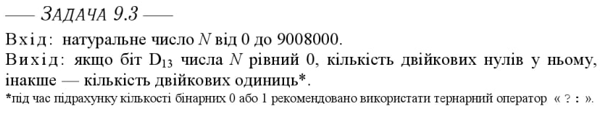 — ЗАДАЧА 9.3 —
Вхід: натуральне число N від 0 до 9008000.
Вихід: якщо біт D₁₃ числа N рівний 0, кількість двійкових нулів у ньому,
інакше — кількість двійкових одиниць*.
*під час підрахунку кількості бінарних 0 або 1 рекомендовано використати тернарний оператор « ? : ».